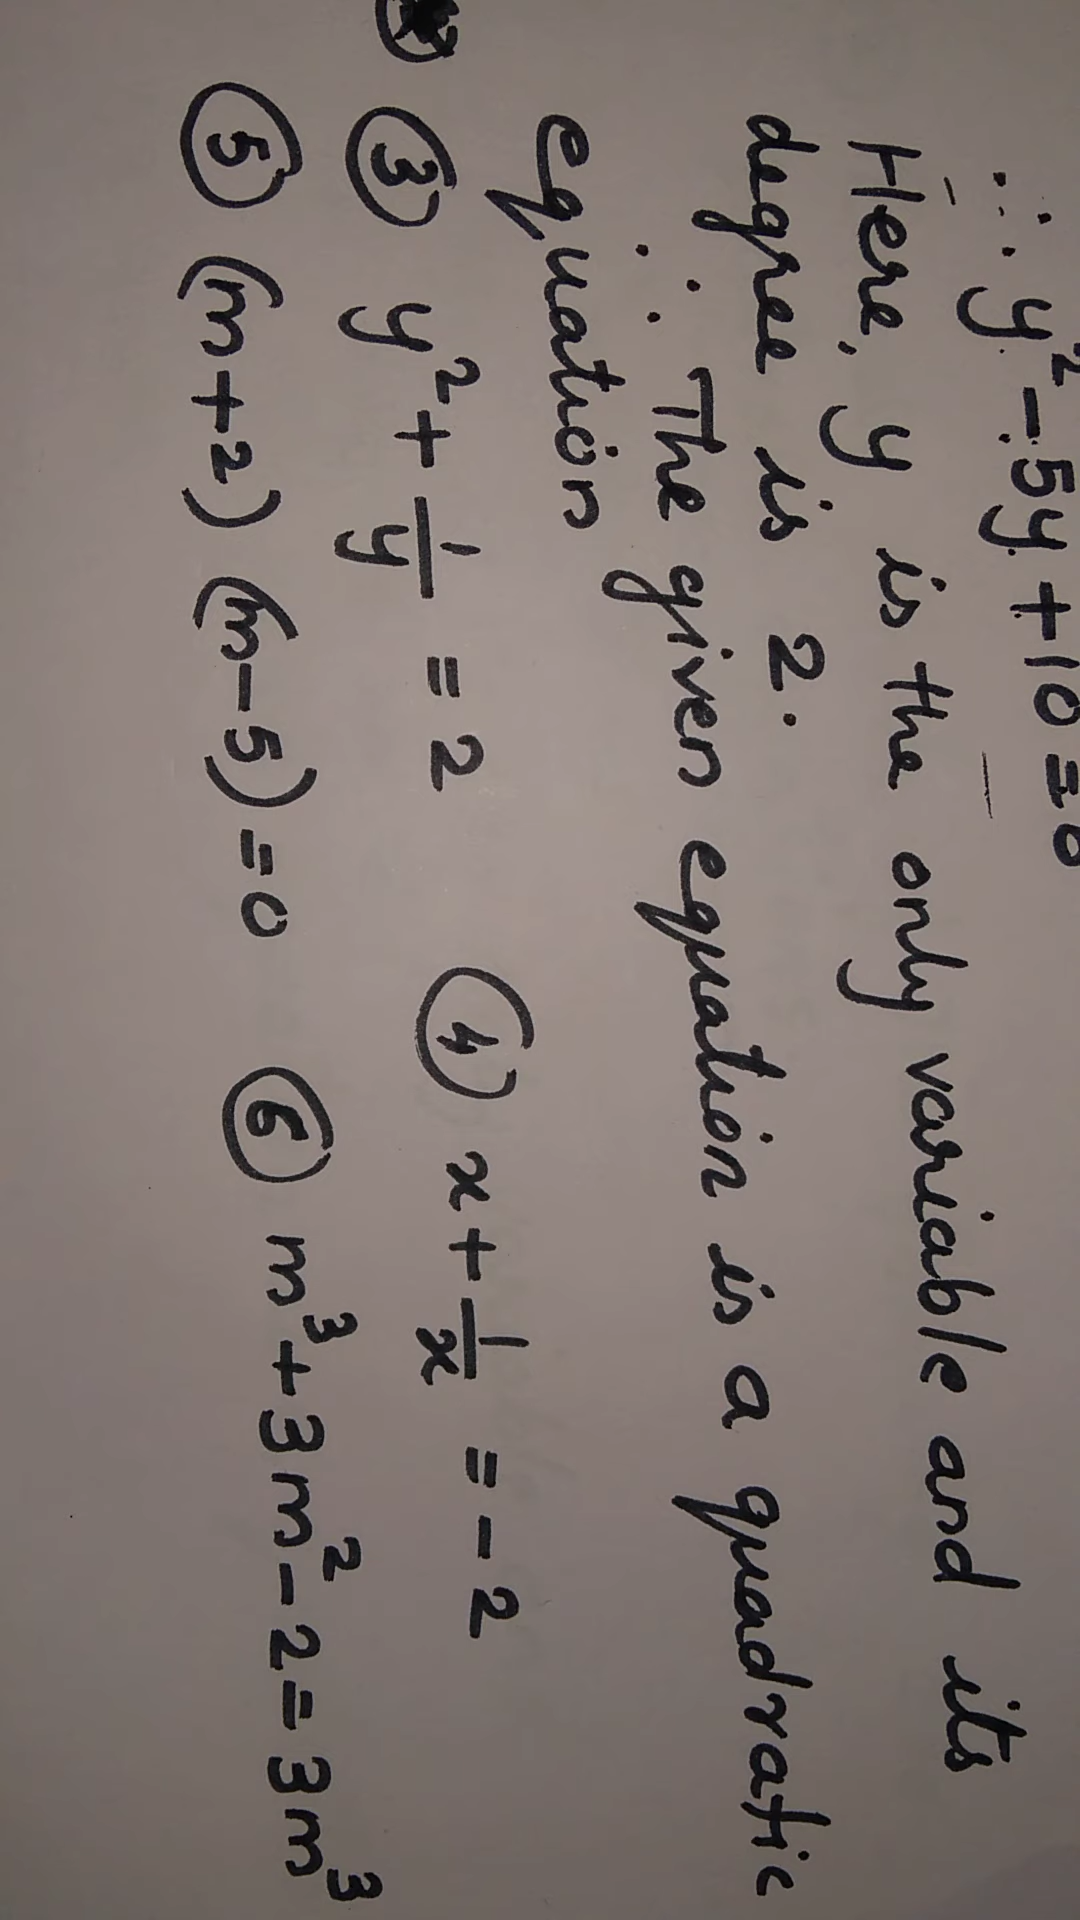 ∴ y² - 5y + 10 = 0
Here, y is the only variable and its
degree is 2.
∴ The given equation is a quadratic
equation
③ y² + 1/y = 2 ④ x + 1/x = -2
⑤ (m+2) (m-5) = 0 ⑥ m³ + 3m² - 2 = 3m³